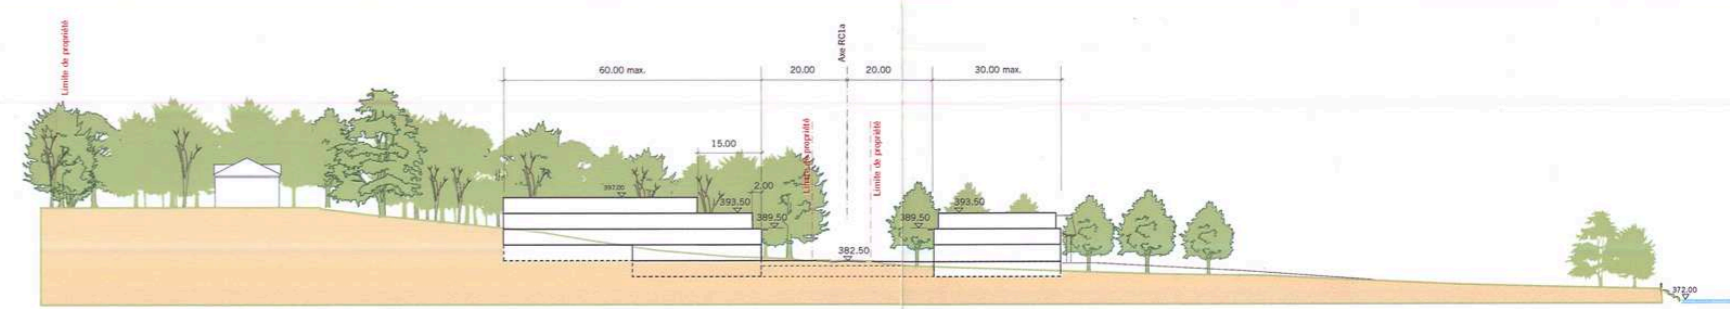 Limite de propriété
Axe RC1a
60.00 max.
20.00
20.00
30.00 max.
15.00
Limite de propriété
Limite de propriété
2.00
397.00
393.50
389.50
389.50
393.50
382.50
372.00